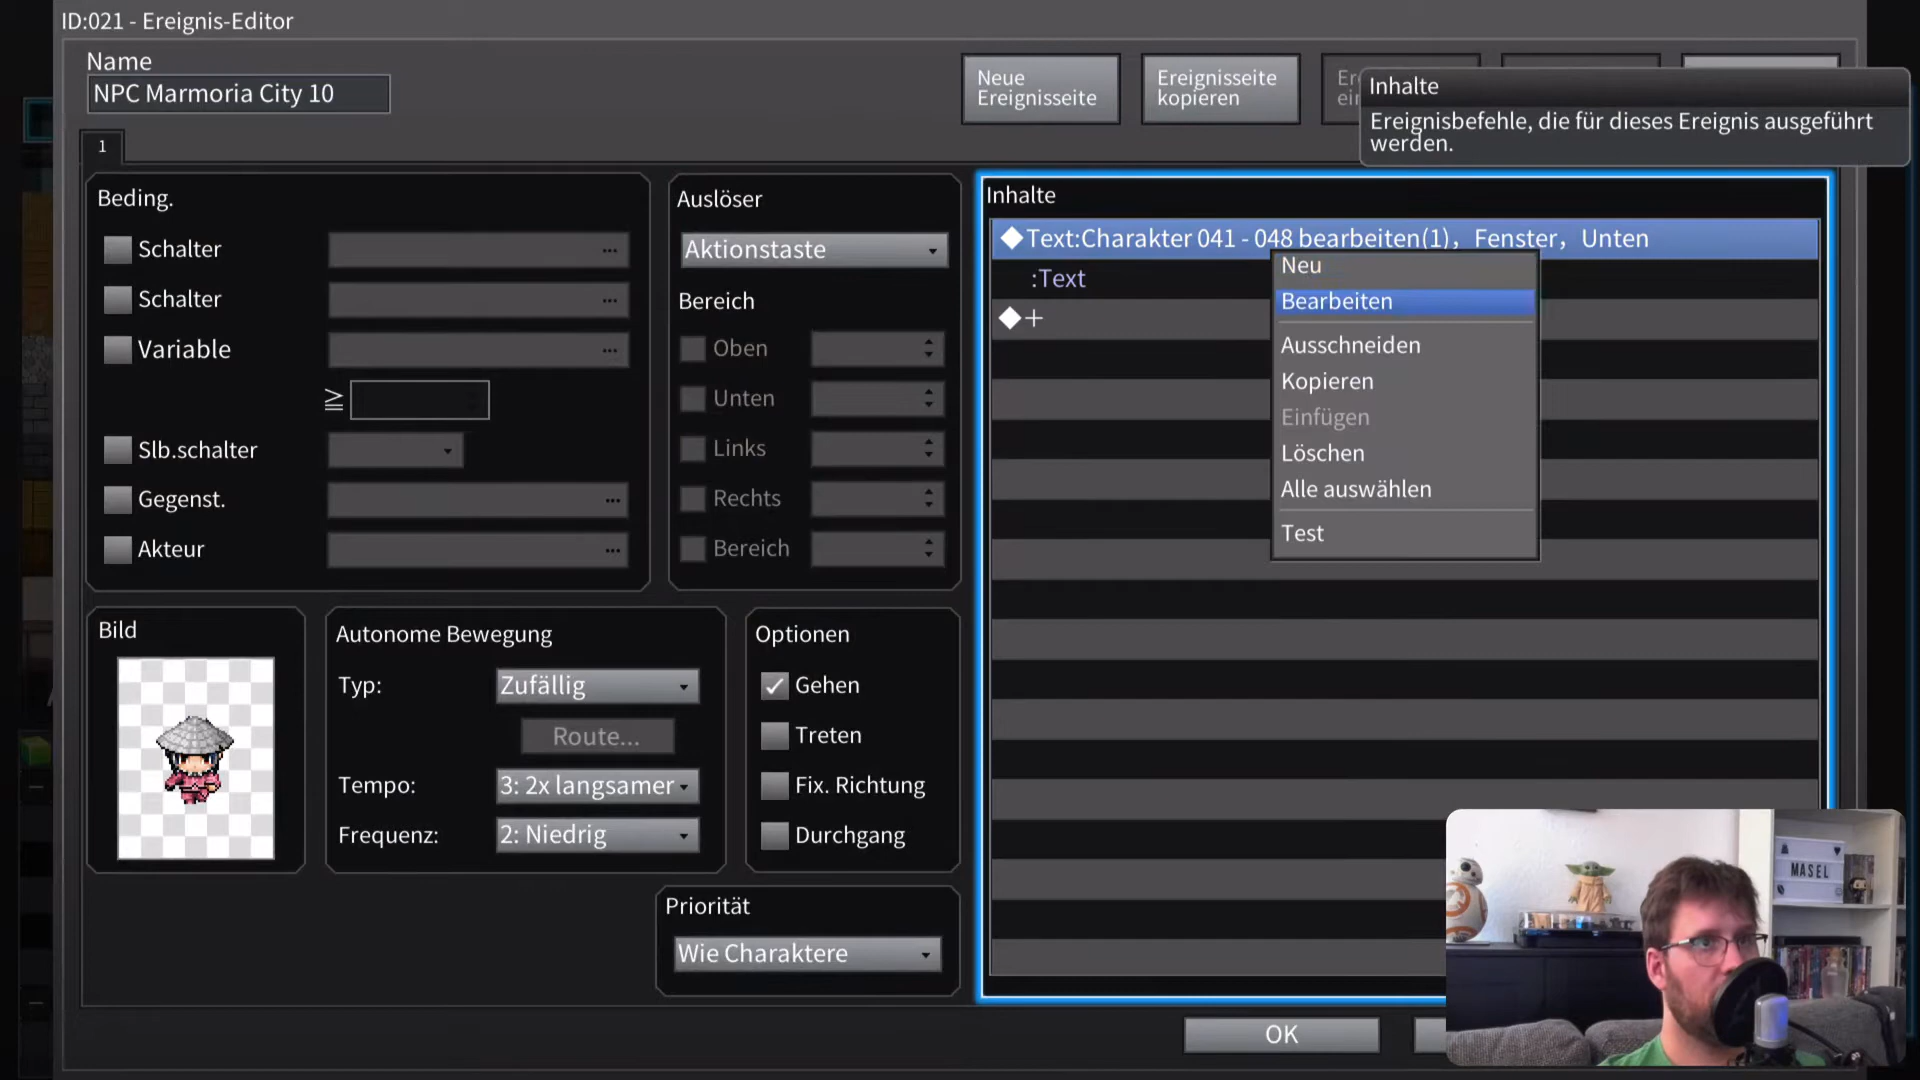 ID:021 - Ereignis-Editor
Name
NPC Marmoria City 10
Neue
Ereignisseite
Ereignisseite
kopieren
Inhalte
Ereignisbefehle, die für dieses Ereignis ausgeführt
werden.
1
Beding.
Schalter
Schalter
Variable
≧
Slb.schalter
Gegenst.
Akteur
Auslöser
Aktionstaste
Bereich
Oben
Unten
Links
Rechts
Bereich
Inhalte
◆Text:Charakter 041 - 048 bearbeiten(1), Fenster, Unten
:Text
◆+
Neu
Bearbeiten
Ausschneiden
Kopieren
Einfügen
Löschen
Alle auswählen
Test
Bild
Autonome Bewegung
Typ:
Zufällig
Route...
Tempo:
3: 2x langsamer
Frequenz:
2: Niedrig
Optionen
Gehen
Treten
Fix. Richtung
Durchgang
Priorität
Wie Charaktere
OK
MASEL